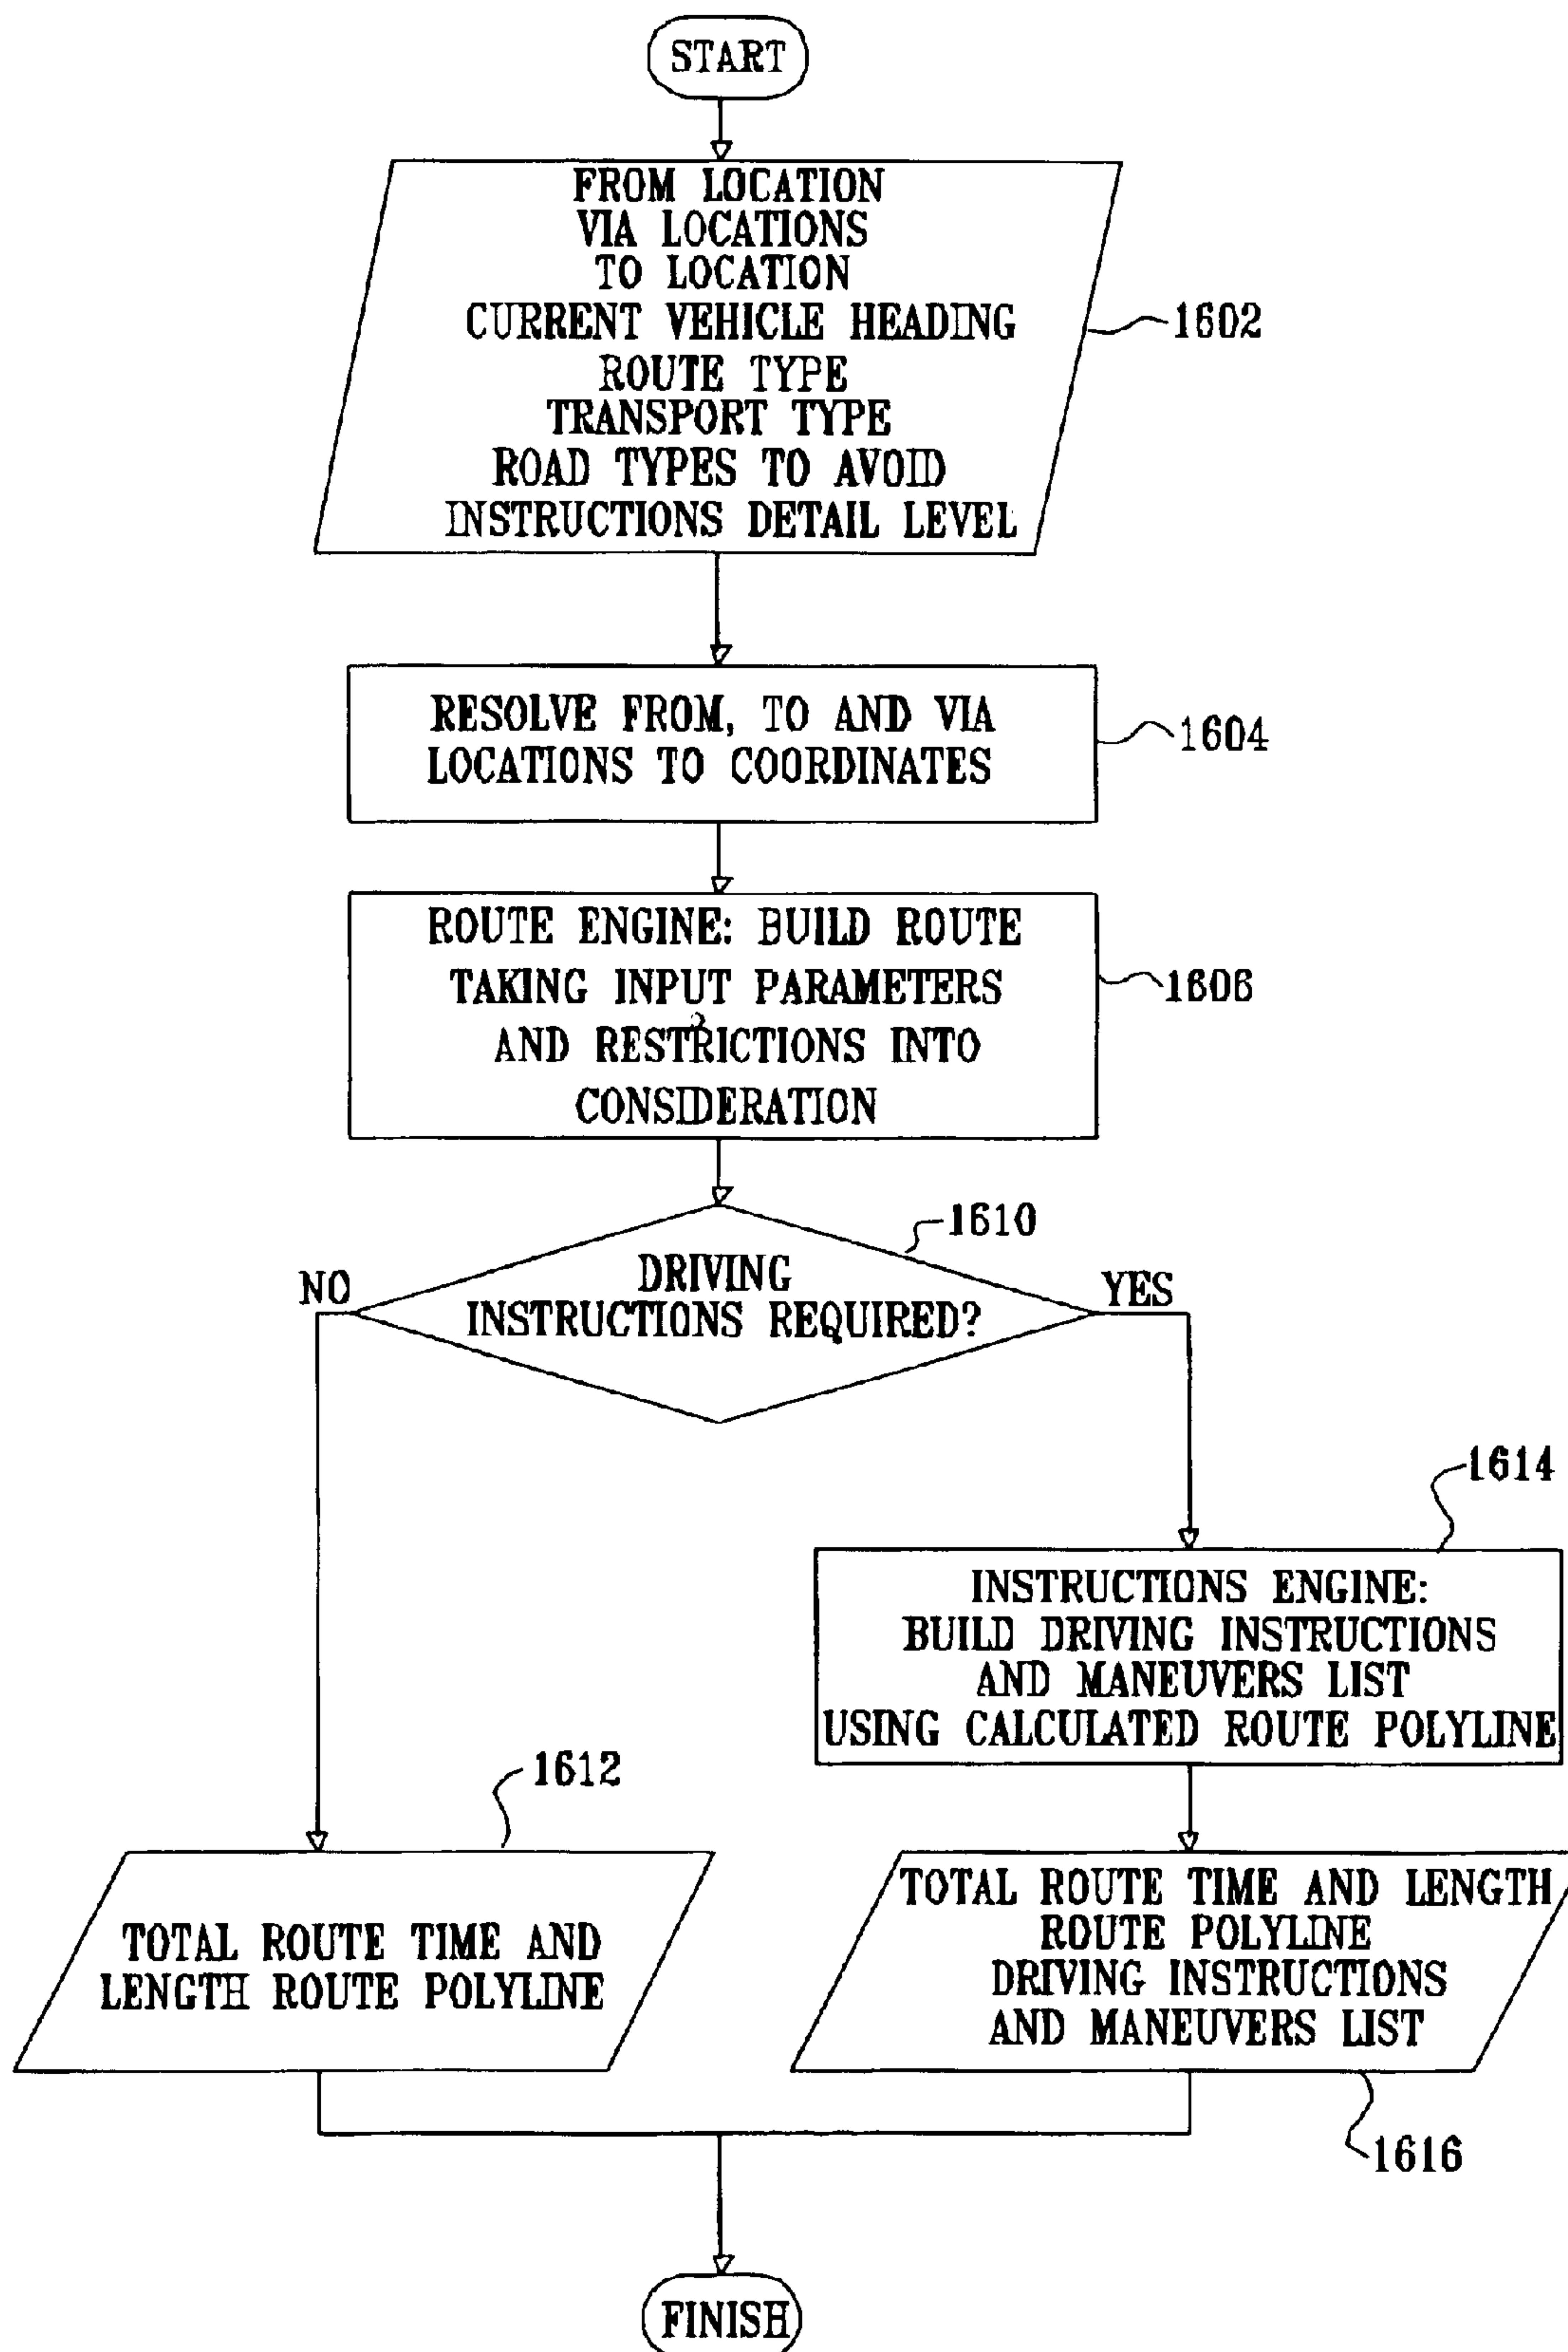 START
FROM LOCATION
VIA LOCATIONS
TO LOCATION
CURRENT VEHICLE HEADING
ROUTE TYPE
TRANSPORT TYPE
ROAD TYPES TO AVOID
INSTRUCTIONS DETAIL LEVEL
1602
RESOLVE FROM, TO AND VIA
LOCATIONS TO COORDINATES
1604
ROUTE ENGINE: BUILD ROUTE
TAKING INPUT PARAMETERS
AND RESTRICTIONS INTO
CONSIDERATION
1606
1610
DRIVING
INSTRUCTIONS REQUIRED?
NO
YES
1614
INSTRUCTIONS ENGINE:
BUILD DRIVING INSTRUCTIONS
AND MANEUVERS LIST
USING CALCULATED ROUTE POLYLINE
1612
TOTAL ROUTE TIME AND
LENGTH ROUTE POLYLINE
TOTAL ROUTE TIME AND LENGTH
ROUTE POLYLINE
DRIVING INSTRUCTIONS
AND MANEUVERS LIST
1616
FINISH